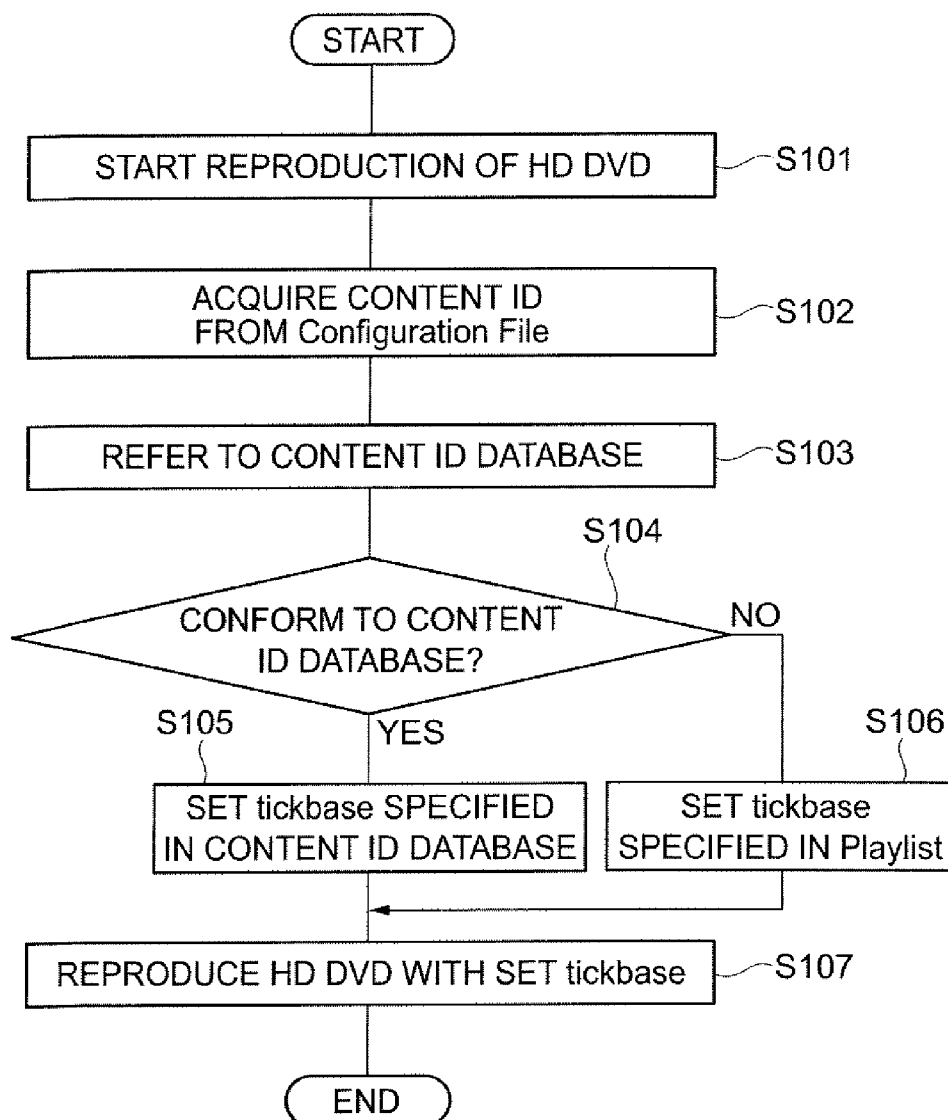 START
START REPRODUCTION OF HD DVD
S101
ACQUIRE CONTENT ID
FROM Configuration File
S102
REFER TO CONTENT ID DATABASE
S103
S104
CONFORM TO CONTENT
ID DATABASE?
NO
YES
S105
SET tickbase SPECIFIED
IN CONTENT ID DATABASE
S106
SET tickbase
SPECIFIED IN Playlist
REPRODUCE HD DVD WITH SET tickbase
S107
END